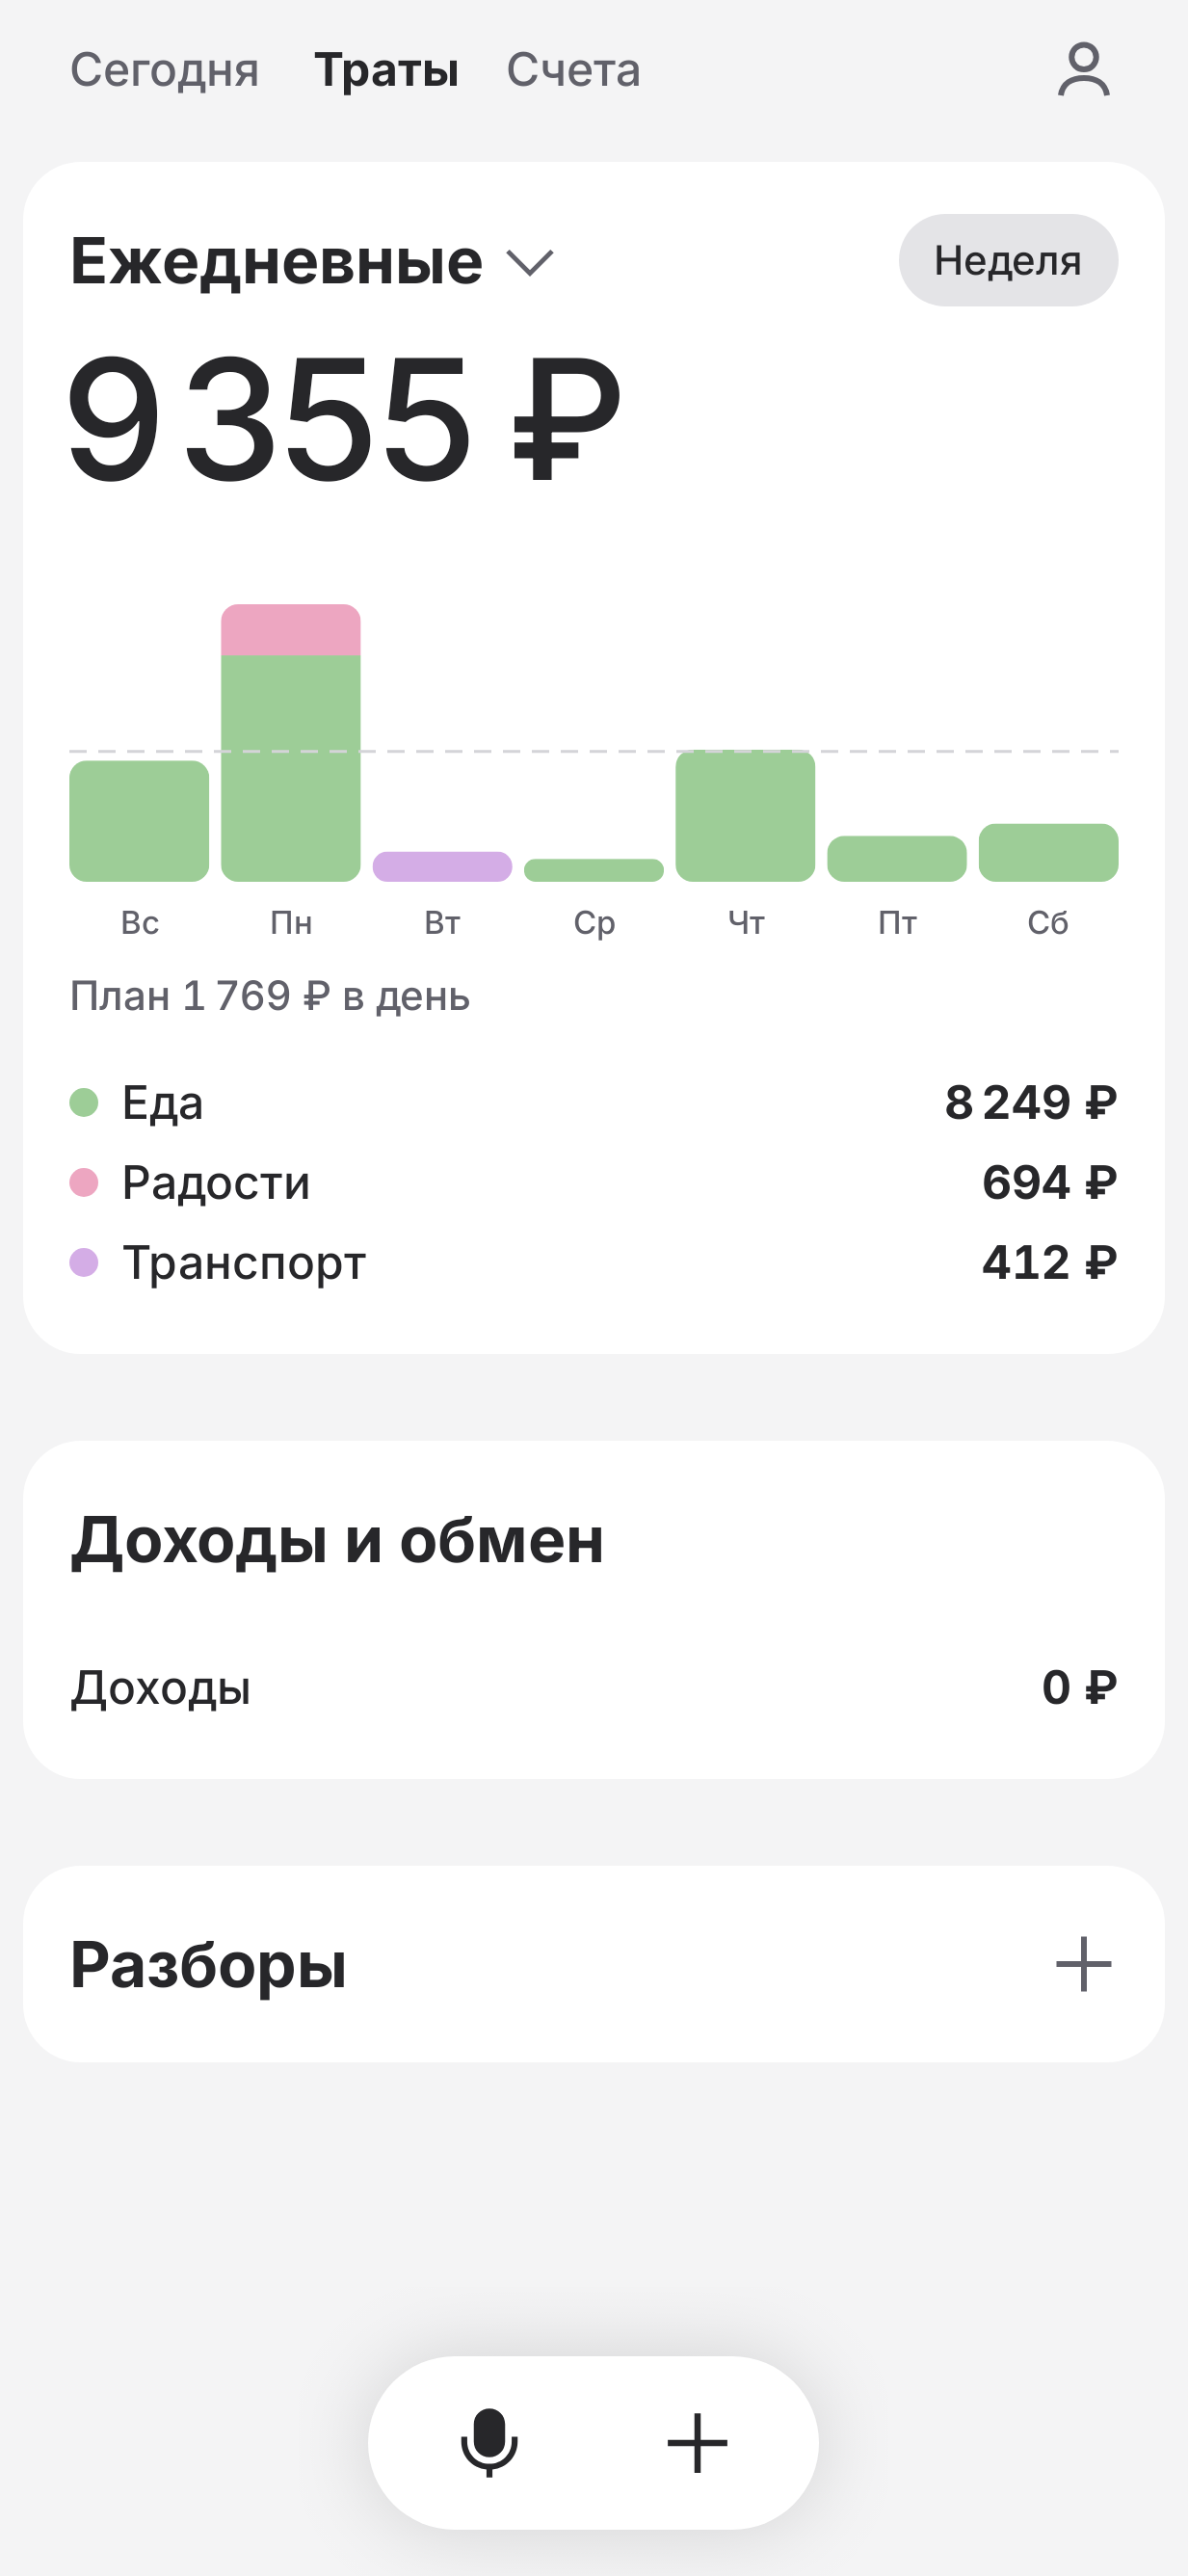 Сегодня Траты Счета
Ежедневные Неделя
9 355 ₽
Вс Пн Вт Ср Чт Пт Сб
План 1 769 ₽ в день
Еда 8 249 ₽
Радости 694 ₽
Транспорт 412 ₽
Доходы и обмен
Доходы 0 ₽
Разборы